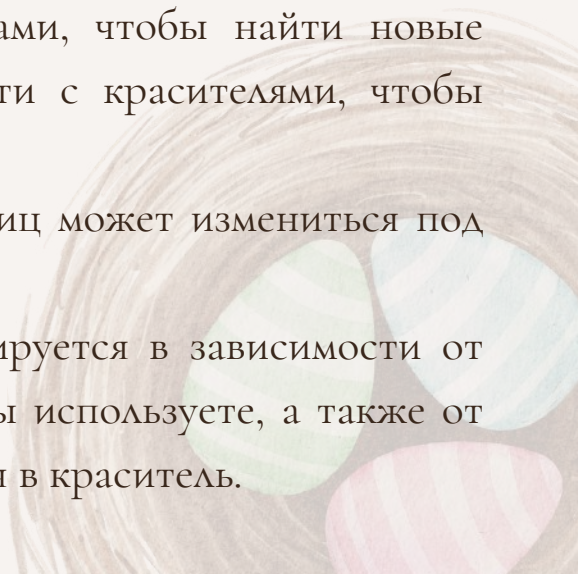 ами, чтобы найти новые
ти с красителями, чтобы
иц может измениться под
ируется в зависимости от
ы используете, а также от
я в краситель.